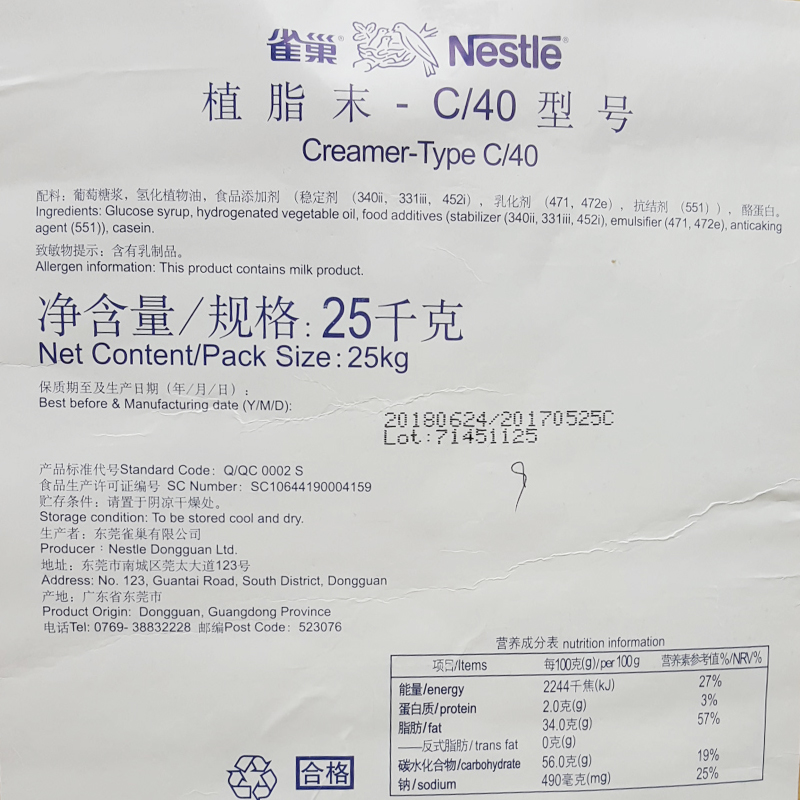 雀巢® Nestlé®
植脂末 - C/40 型号
Creamer-Type C/40
配料：葡萄糖浆，氢化植物油，食品添加剂（稳定剂（340ii，331iii，452i），乳化剂（471，472e），抗结剂（551）），酪蛋白。
Ingredients: Glucose syrup, hydrogenated vegetable oil, food additives (stabilizer (340ii, 331iii, 452i), emulsifier (471, 472e), anticaking
agent (551)), casein.
致敏物提示：含有乳制品。
Allergen information: This product contains milk product.
净含量/规格：25千克
Net Content/Pack Size：25kg
保质期至及生产日期（年/月/日）：
Best before & Manufacturing date (Y/M/D):
20180624/20170525C
Lot:71451125
产品标准代号Standard Code：Q/QC 0002 S
食品生产许可证编号 SC Number：SC10644190004159
贮存条件：请置于阴凉干燥处。
Storage condition: To be stored cool and dry.
生产者：东莞雀巢有限公司
Producer：Nestle Dongguan Ltd.
地址：东莞市南城区莞太大道123号
Address: No. 123, Guantai Road, South District, Dongguan
产地：广东省东莞市
Product Origin: Dongguan, Guangdong Province
电话Tel: 0769- 38832228 邮编Post Code：523076
营养成分表 nutrition information
项目/Items 每100克(g)/per 100 g 营养素参考值%/NRV%
能量/energy 2244千焦(kJ) 27%
蛋白质/protein 2.0克(g) 3%
脂肪/fat 34.0克(g) 57%
——反式脂肪/trans fat 0克(g)
碳水化合物/carbohydrate 56.0克(g) 19%
钠/sodium 490毫克(mg) 25%
合格